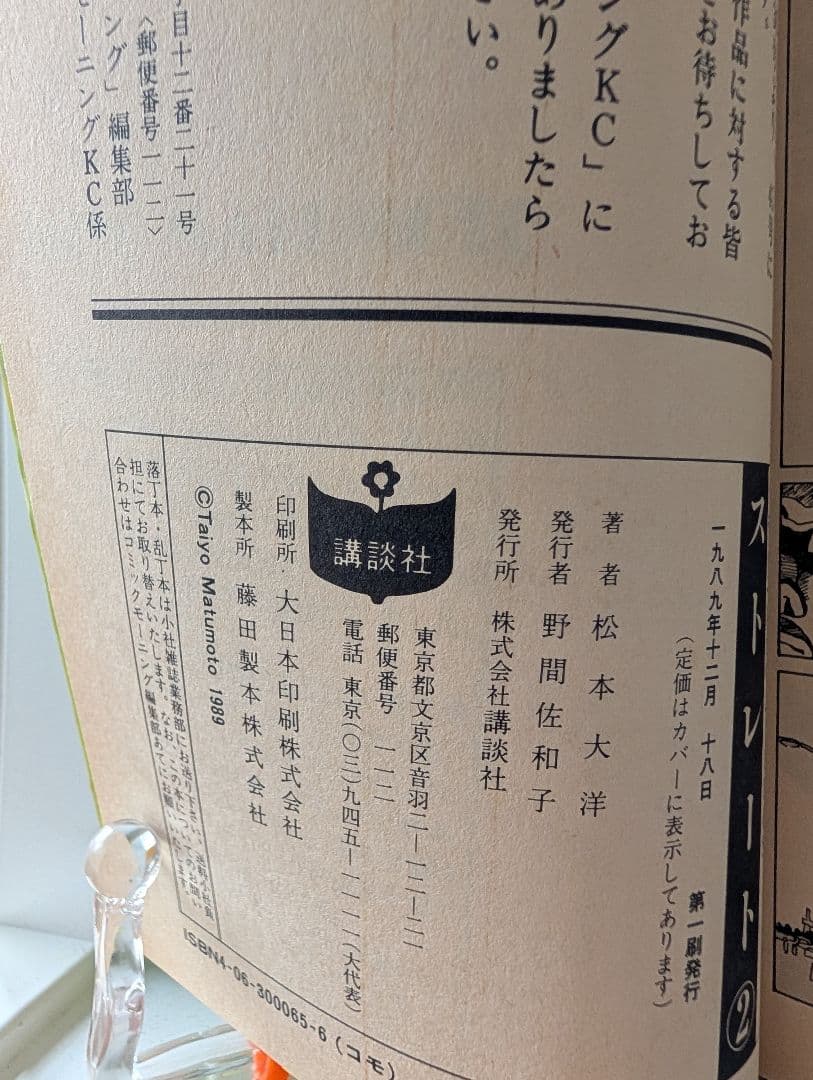 作品に対する皆
お待ちしてお
ングKC」に
ありましたら
い。
目十二番二十一号
〈郵便番号一一二〉
ング」編集部
モーニングKC係
ストレート②
一九八九年十二月 十八日 第一刷発行
(定価はカバーに表示してあります)
著 者 松本大洋
発行者 野間佐和子
発行所 株式会社講談社
東京都文京区音羽二—一二—二一
郵便番号 一一二
電話 東京(〇三)九四五—一一一一(大代表)
講談社
印刷所 大日本印刷株式会社
製本所 藤田製本株式会社
©Taiyo Matumoto 1989
落丁本・乱丁本は小社雑誌業務部にお送り下さい。送料小社負
担にてお取り替えいたします。なお、この本についてのお問い
合わせはコミックモーニング編集部あてにお願いいたします。
ISBN4-06-300065-6 (コモ)